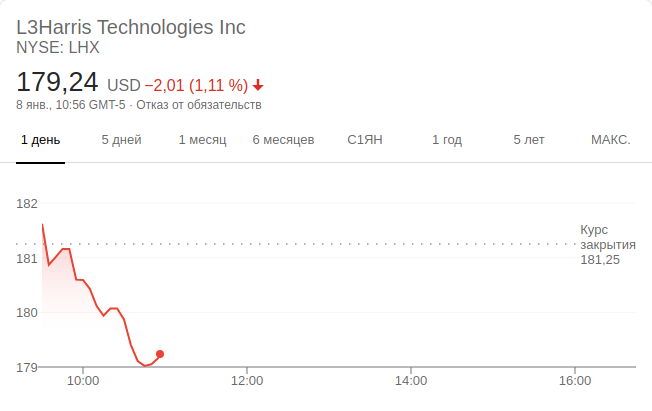 L3Harris Technologies Inc
NYSE: LHX
179,24 USD −2,01 (1,11 %)
8 янв., 10:56 GMT-5 · Отказ от обязательств
1 день 5 дней 1 месяц 6 месяцев С1ЯН 1 год 5 лет МАКС.
182
Курс
закрытия
181,25
181
180
179
10:00 12:00 14:00 16:00